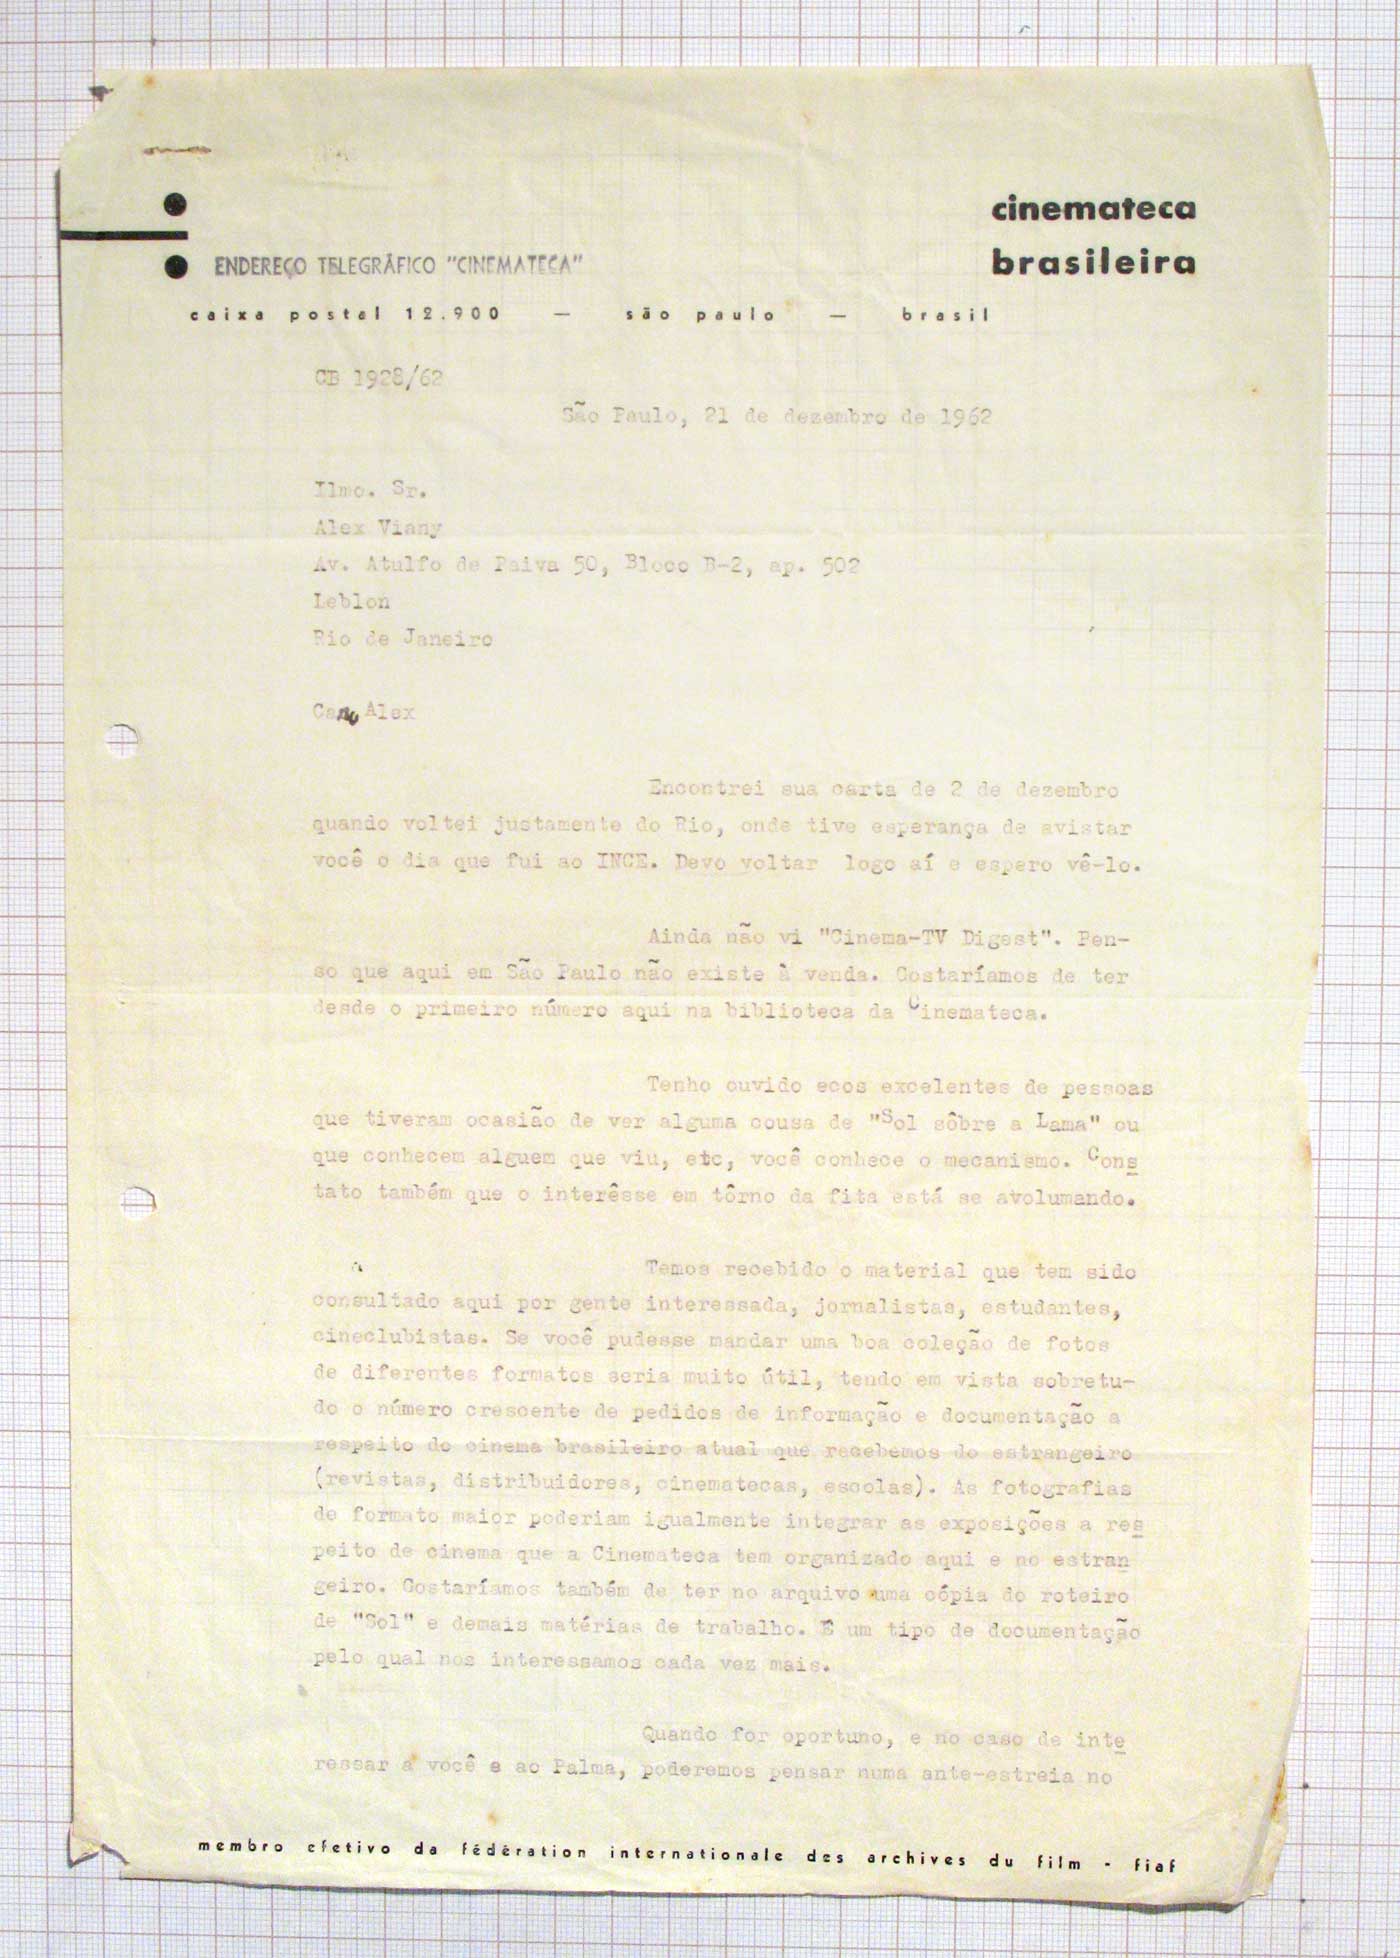 cinemateca
brasileira
ENDEREÇO TELEGRÁFICO "CINEMATECA"
caixa postal 12.900 — são paulo — brasil
CB 1928/62
São Paulo, 21 de dezembro de 1962
Ilmo. Sr.
Alex Viany
Av. Atulfo de Paiva 50, Bloco B-2, ap. 502
Leblon
Rio de Janeiro
Caro Alex
Encontrei sua carta de 2 de dezembro
quando voltei justamente do Rio, onde tive esperança de avistar
você o dia que fui ao INCE. Devo voltar logo aí e espero vê-lo.
Ainda não vi "Cinema-TV Digest". Pen-
so que aqui em São Paulo não existe à venda. Gostaríamos de ter
desde o primeiro número aqui na biblioteca da Cinemateca.
Tenho ouvido ecos excelentes de pessoas
que tiveram ocasião de ver alguma cousa de "Sol sôbre a Lama" ou
que conhecem alguem que viu, etc, você conhece o mecanismo. Cons
tato também que o interêsse em tôrno da fita está se avolumando.
Temos recebido o material que tem sido
consultado aqui por gente interessada, jornalistas, estudantes,
cineclubistas. Se você pudesse mandar uma boa coleção de fotos
de diferentes formatos seria muito útil, tendo em vista sobretu-
do o número crescente de pedidos de informação e documentação a
respeito do cinema brasileiro atual que recebemos do estrangeiro
(revistas, distribuidores, cinematecas, escolas). As fotografias
de formato maior poderiam igualmente integrar as exposições a res
peito de cinema que a Cinemateca tem organizado aqui e no estran
geiro. Gostaríamos também de ter no arquivo uma cópia do roteiro
de "Sol" e demais matérias de trabalho. É um tipo de documentação
pelo qual nos interessamos cada vez mais.
Quando for oportuno, e no caso de inte
ressar a você e ao Palma, poderemos pensar numa ante-estreia no
membro efetivo da fédération internationale des archives du film - fiaf